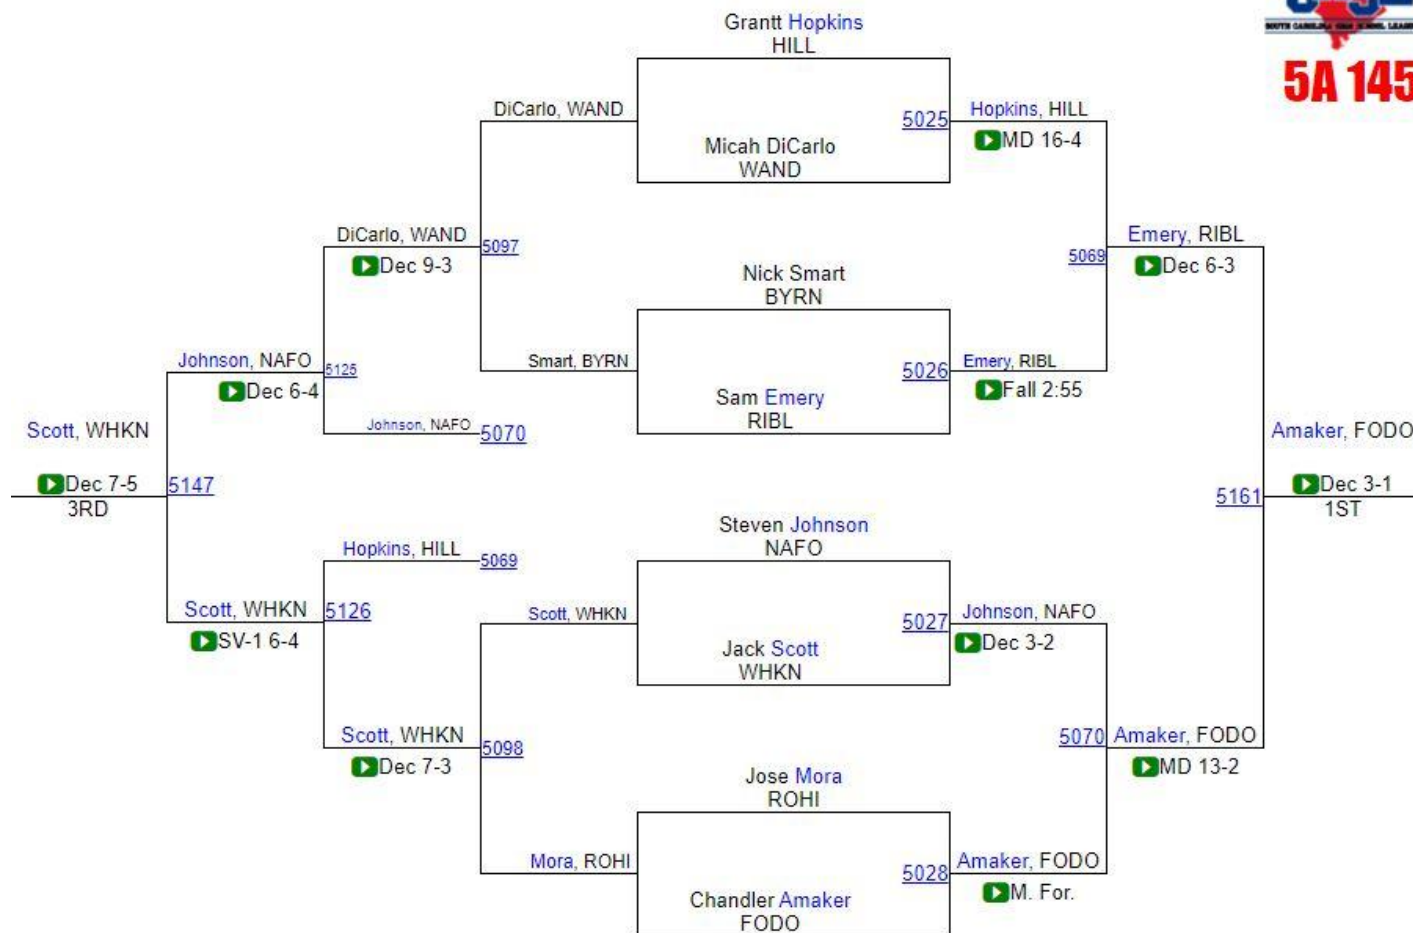 SOUTH CAROLINA HIGH SCHOOL LEAGUE
5A 145
Grantt Hopkins
HILL
DiCarlo, WAND
5025
Hopkins, HILL
MD 16-4
Micah DiCarlo
WAND
DiCarlo, WAND
Dec 9-3
5097
Emery, RIBL
Dec 6-3
5069
Nick Smart
BYRN
Smart, BYRN
5026
Emery, RIBL
Fall 2:55
Sam Emery
RIBL
Johnson, NAFO
Dec 6-4
5125
Johnson, NAFO
5070
Scott, WHKN
Dec 7-5
3RD
5147
Amaker, FODO
Dec 3-1
1ST
5161
Steven Johnson
NAFO
Hopkins, HILL
5069
Scott, WHKN
SV-1 6-4
5126
Scott, WHKN
5027
Johnson, NAFO
Dec 3-2
Jack Scott
WHKN
Scott, WHKN
Dec 7-3
5098
5070
Amaker, FODO
MD 13-2
Jose Mora
ROHI
Mora, ROHI
5028
Amaker, FODO
M. For.
Chandler Amaker
FODO